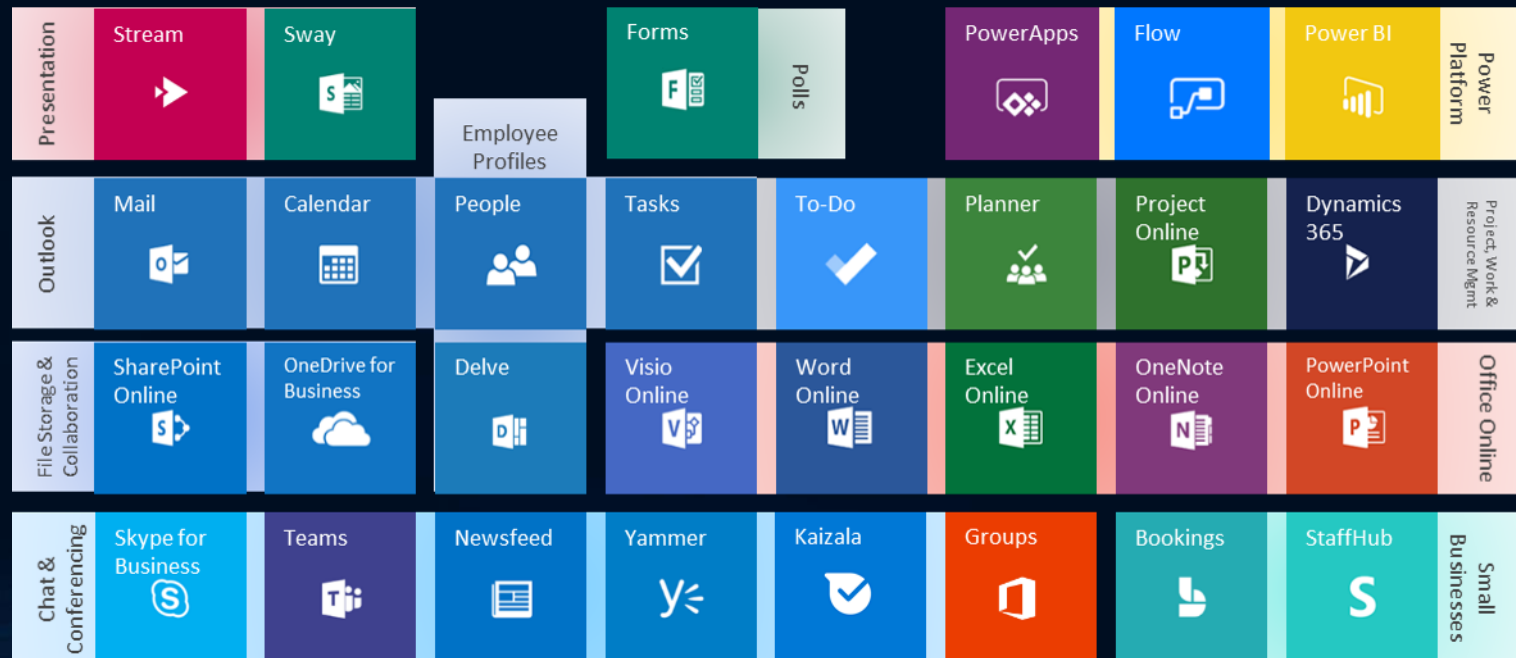 Presentation
Stream
Sway
Forms
Polls
PowerApps
Flow
Power BI
Power
Platform
Employee
Profiles
Outlook
Mail
Calendar
People
Tasks
To-Do
Planner
Project
Online
Dynamics
365
Project, Work &
Resource Mgmt
File Storage &
Collaboration
SharePoint
Online
OneDrive for
Business
Delve
Visio
Online
Word
Online
Excel
Online
OneNote
Online
PowerPoint
Online
Office Online
Chat &
Conferencing
Skype for
Business
Teams
Newsfeed
Yammer
Kaizala
Groups
Bookings
StaffHub
Small
Businesses